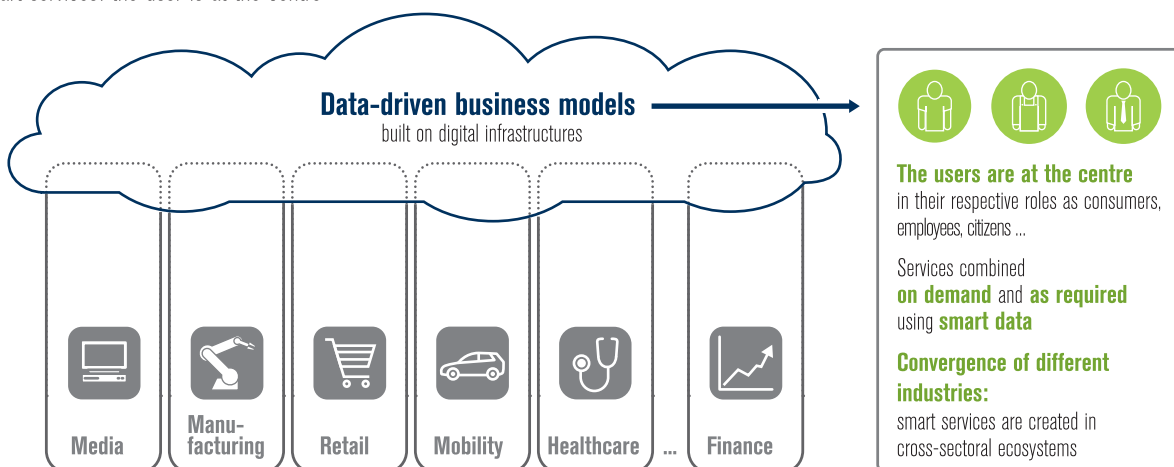 Data-driven business models
built on digital infrastructures
Media
Manu-
facturing
Retail
Mobility
Healthcare
...
Finance
The users are at the centre
in their respective roles as consumers,
employees, citizens ...
Services combined
on demand and as required
using smart data
Convergence of different
industries:
smart services are created in
cross-sectoral ecosystems